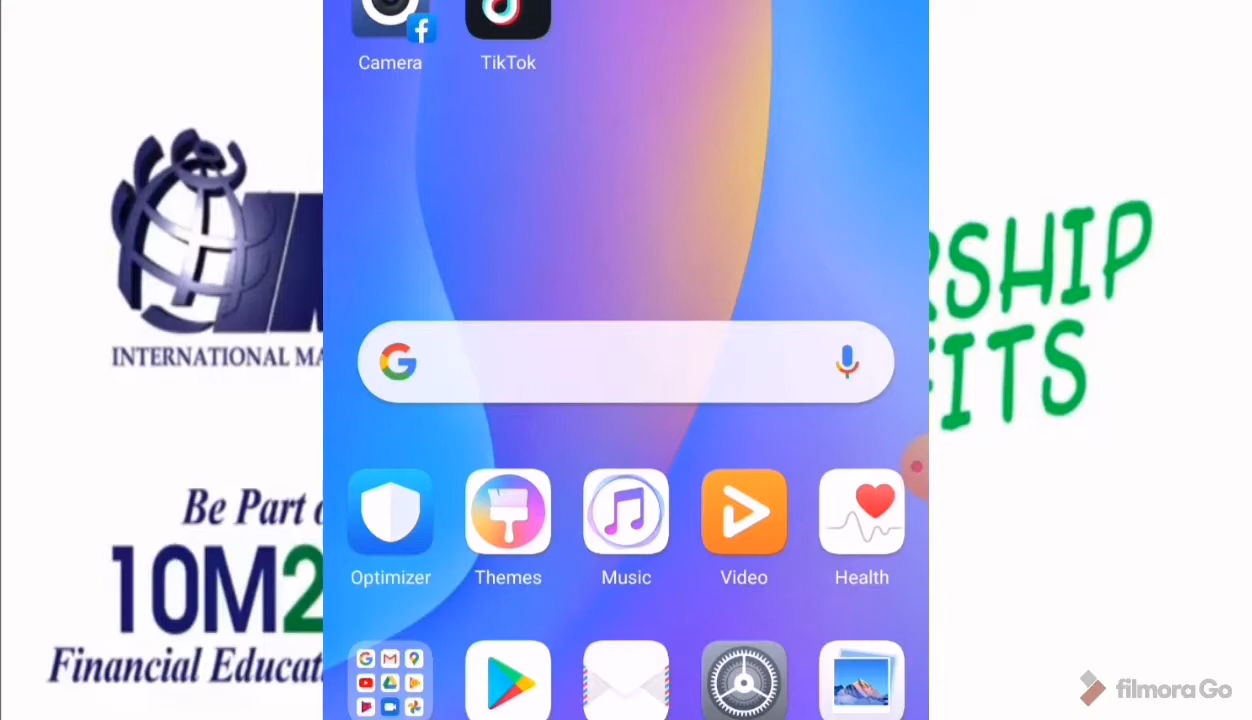 Camera
TikTok
INTERNATIONAL MA
RSHIP
FITS
Optimizer
Themes
Music
Video
Health
Be Part o
10M2
Financial Educat
filmora Go